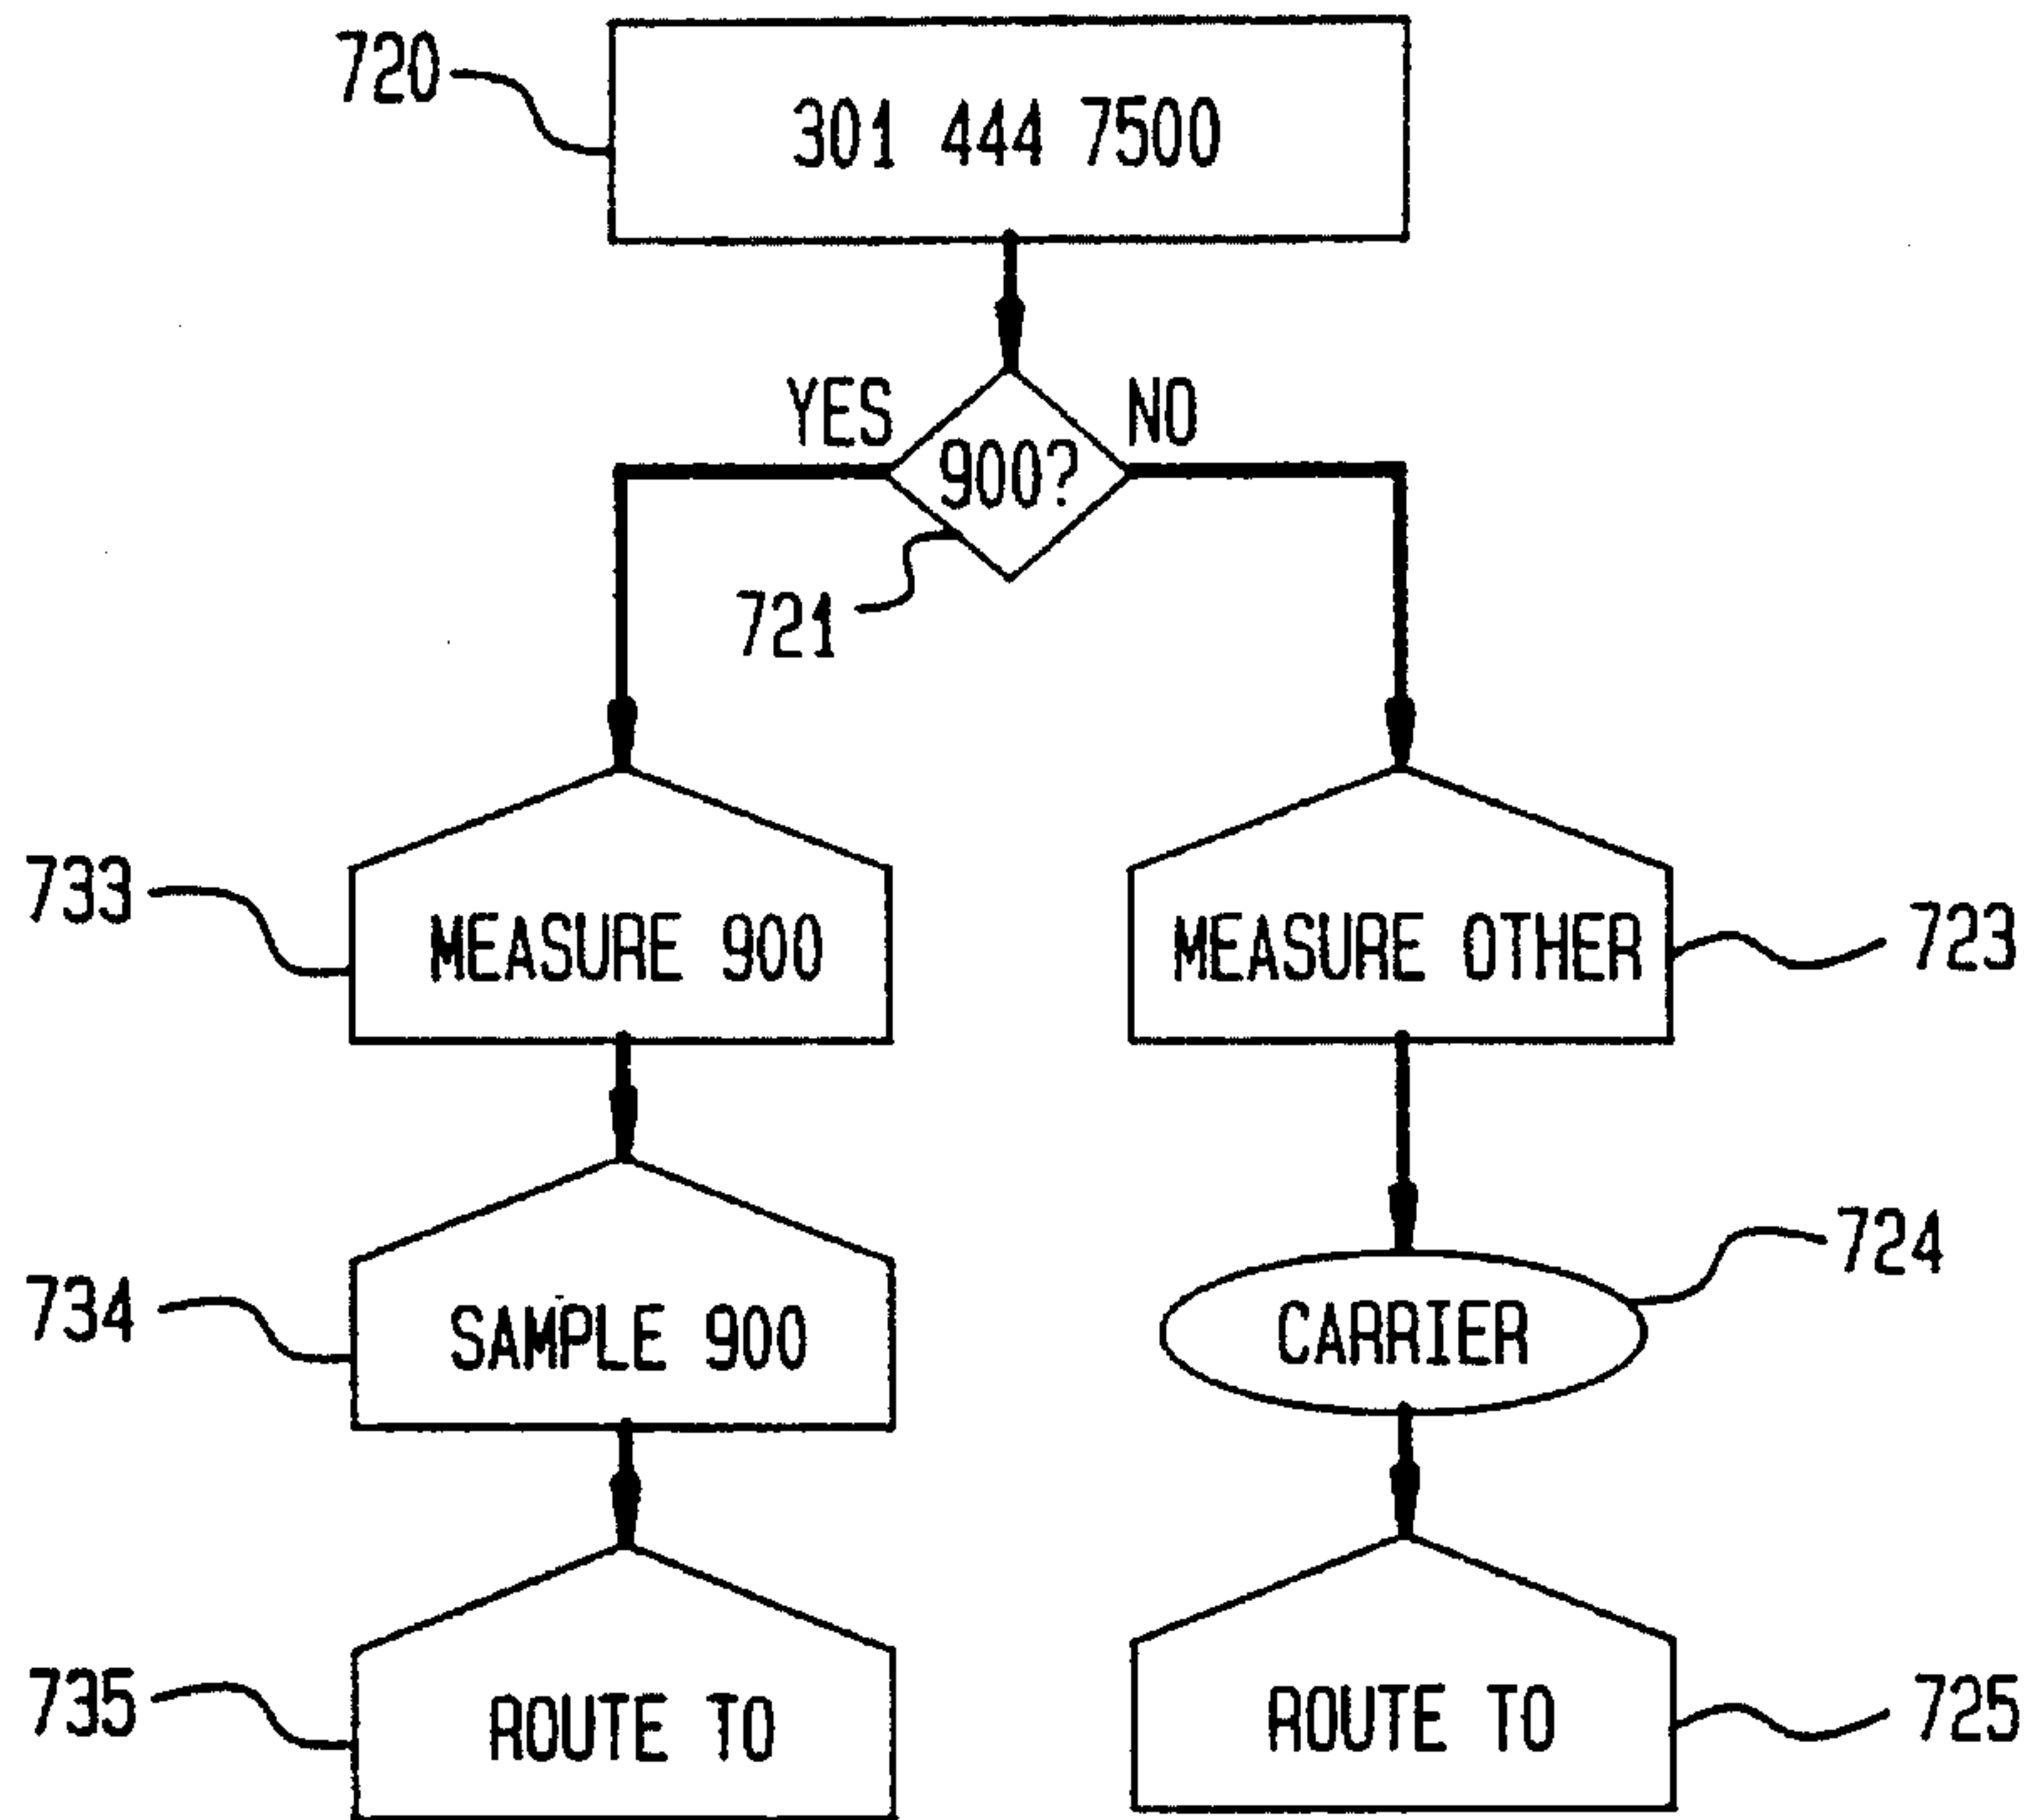 720
301 444 7500
YES
NO
900?
721
733
MEASURE 900
MEASURE OTHER
723
734
SAMPLE 900
CARRIER
724
735
ROUTE TO
ROUTE TO
725